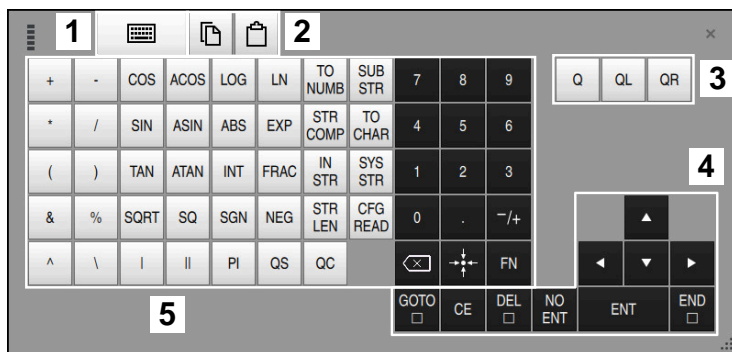 1 2
×
+ - COS ACOS LOG LN TO NUMB SUB STR 7 8 9 Q QL QR 3
* / SIN ASIN ABS EXP STR COMP TO CHAR 4 5 6
( ) TAN ATAN INT FRAC IN STR SYS STR 1 2 3 4
& % SQRT SQ SGN NEG STR LEN CFG READ 0 . −/+
^ \ | || PI QS QC FN
5 GOTO □ CE DEL □ NO ENT ENT END □